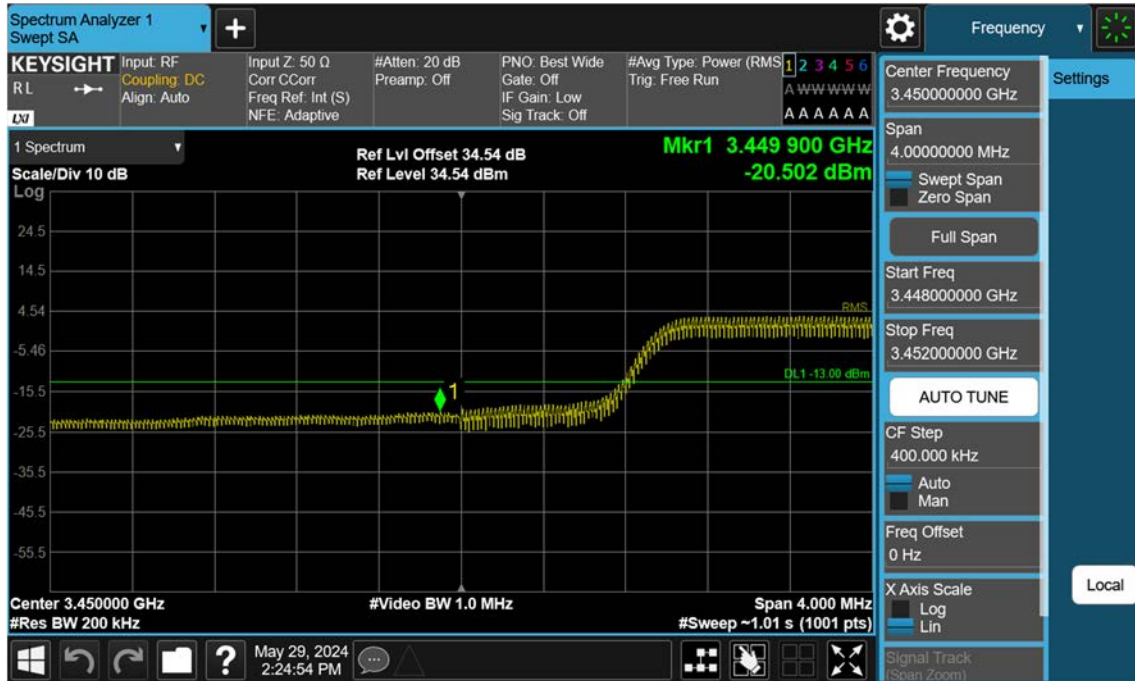 Spectrum Analyzer 1
Swept SA
+
Frequency
KEYSIGHT
R L
LXI
Input: RF
Coupling: DC
Align: Auto
Input Z: 50 Ω
Corr CCorr
Freq Ref: Int (S)
NFE: Adaptive
#Atten: 20 dB
Preamp: Off
PNO: Best Wide
Gate: Off
IF Gain: Low
Sig Track: Off
#Avg Type: Power (RMS
Trig: Free Run
1 2 3 4 5 6
A W W W W W
A A A A A A
1 Spectrum
Scale/Div 10 dB
Log
Ref Lvl Offset 34.54 dB
Ref Level 34.54 dBm
Mkr1 3.449 900 GHz
-20.502 dBm
24.5
14.5
4.54
-5.46
-15.5
-25.5
-35.5
-45.5
-55.5
RMS
DL1 -13.00 dBm
1
Center 3.450000 GHz
#Res BW 200 kHz
#Video BW 1.0 MHz
Span 4.000 MHz
#Sweep ~1.01 s (1001 pts)
Center Frequency
3.450000000 GHz
Settings
Span
4.00000000 MHz
Swept Span
Zero Span
Full Span
Start Freq
3.448000000 GHz
Stop Freq
3.452000000 GHz
AUTO TUNE
CF Step
400.000 kHz
Auto
Man
Freq Offset
0 Hz
X Axis Scale
Log
Lin
Local
Signal Track
(Span Zoom)
?
May 29, 2024
2:24:54 PM